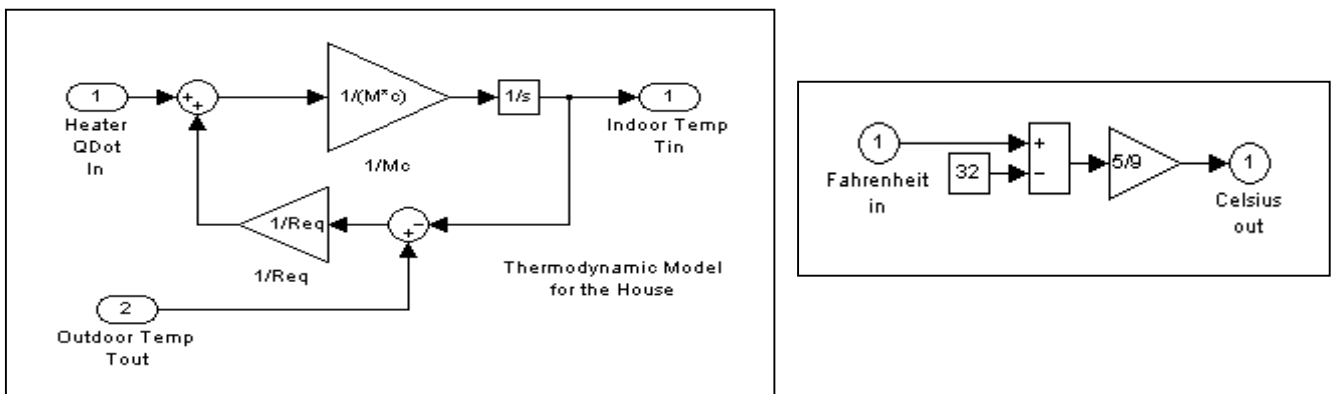 1
Heater
QDot
In
+
+
1/(M*c)
1/Mc
1/s
1
Indoor Temp
Tin
1/Req
1/Req
+
−
Thermodynamic Model
for the House
2
Outdoor Temp
Tout
1
Fahrenheit
in
32
+
−
5/9
1
Celsius
out